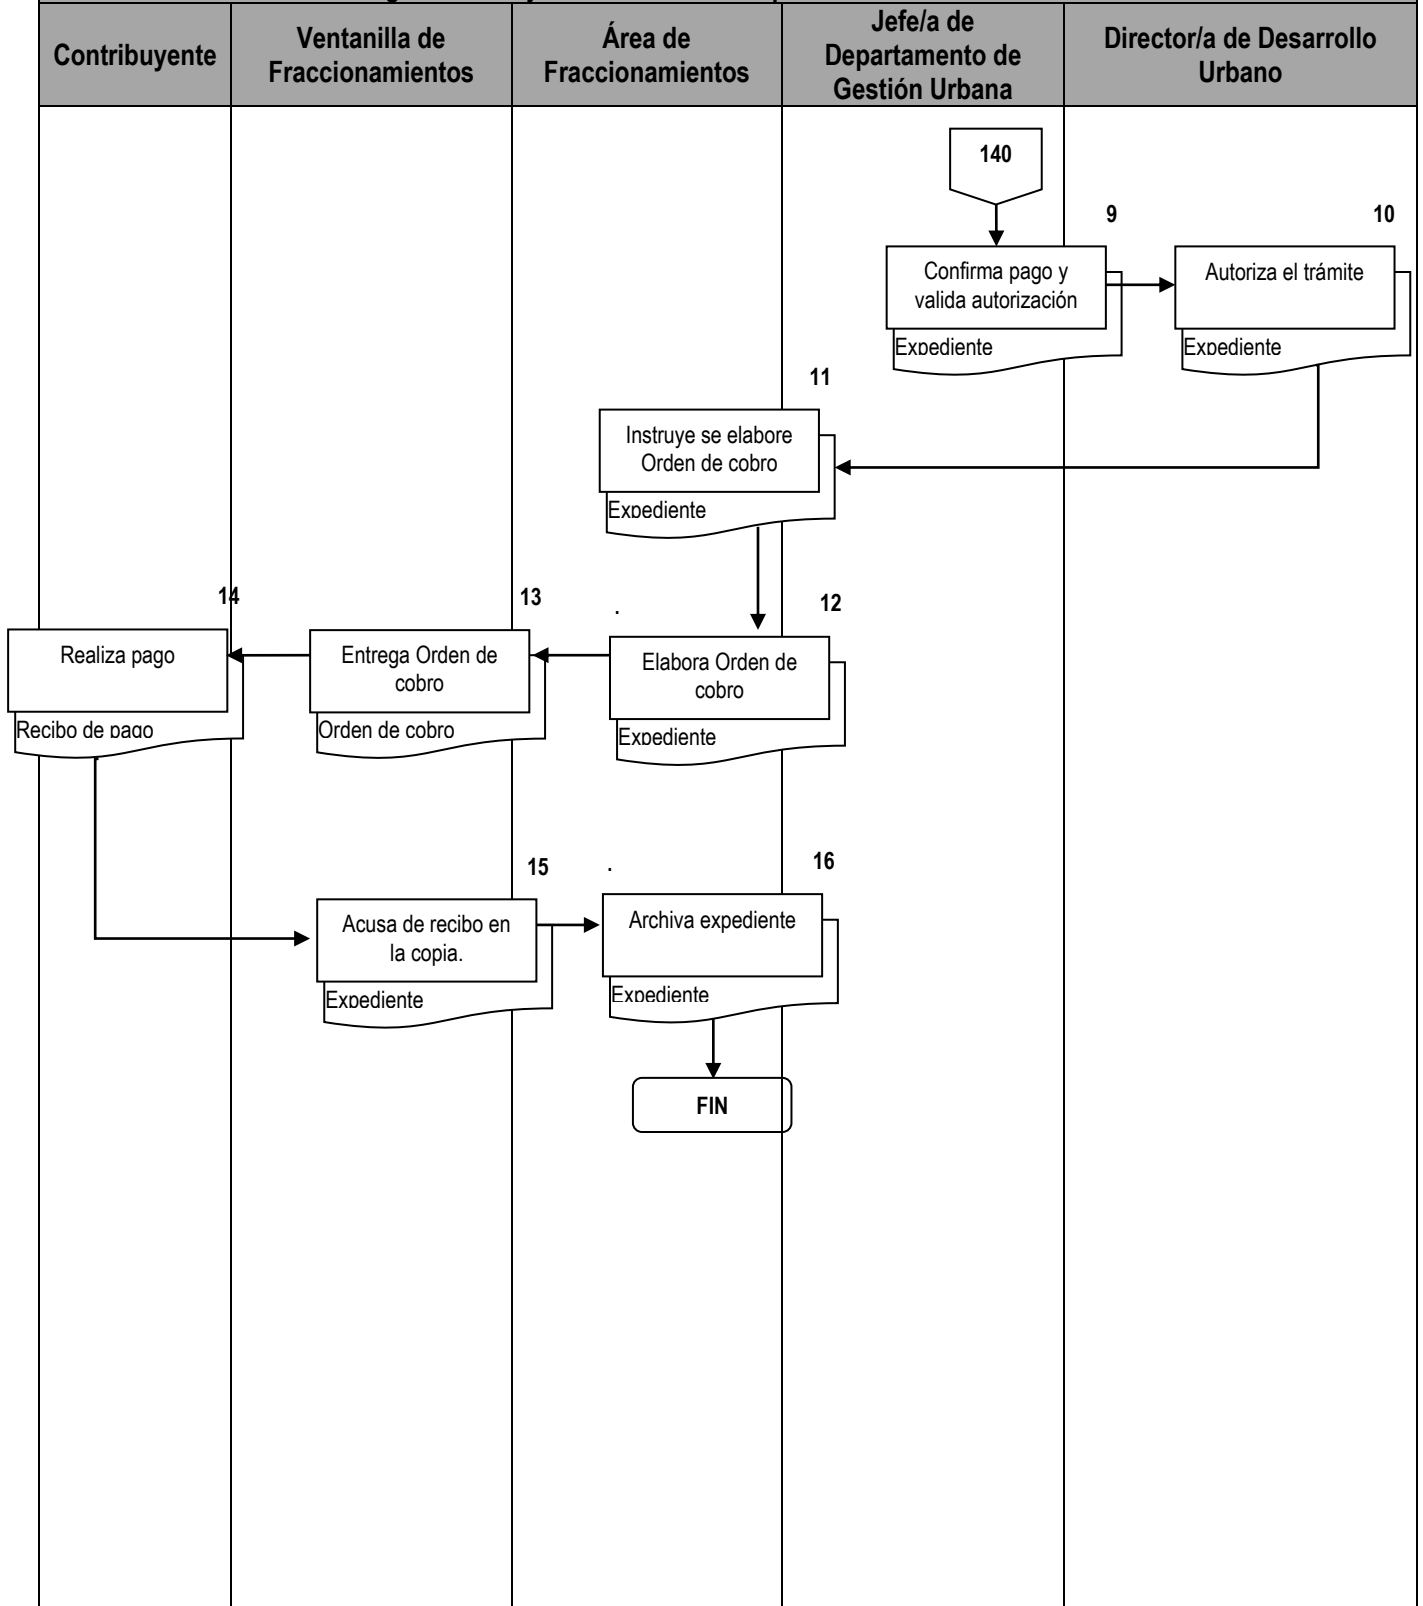 Contribuyente
Ventanilla de
Fraccionamientos
Área de
Fraccionamientos
Jefe/a de
Departamento de
Gestión Urbana
Director/a de Desarrollo
Urbano
140
9
10
Confirma pago y
valida autorización
Expediente
Autoriza el trámite
Expediente
11
Instruye se elabore
Orden de cobro
Expediente
14
13
.
12
Realiza pago
Recibo de pago
Entrega Orden de
cobro
Orden de cobro
Elabora Orden de
cobro
Expediente
15
.
16
Acusa de recibo en
la copia.
Expediente
Archiva expediente
Expediente
FIN